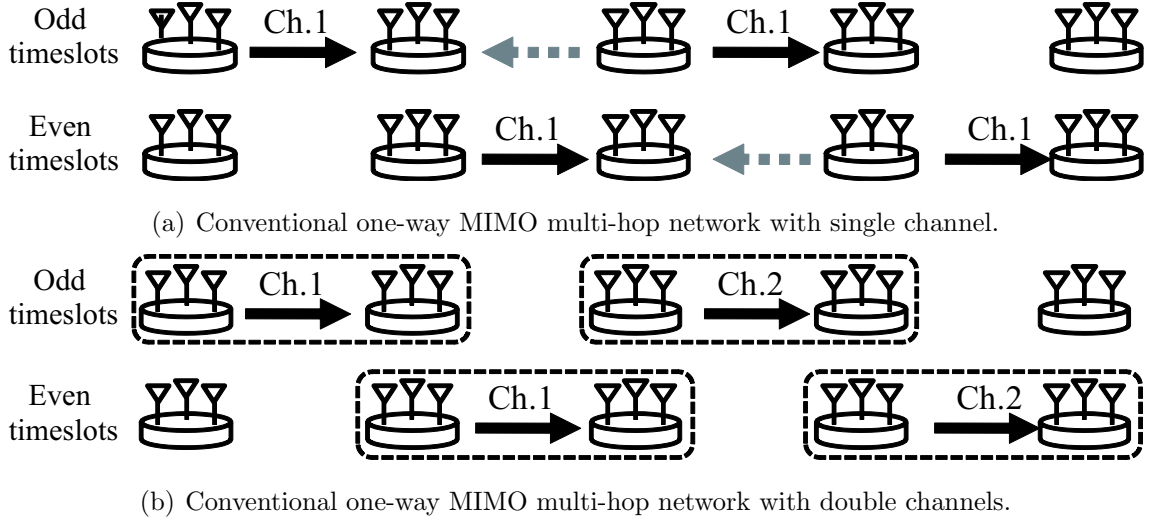 Odd
timeslots
Ch.1
Ch.1
Even
timeslots
Ch.1
Ch.1
(a) Conventional one-way MIMO multi-hop network with single channel.
Odd
timeslots
Ch.1
Ch.2
Even
timeslots
Ch.1
Ch.2
(b) Conventional one-way MIMO multi-hop network with double channels.